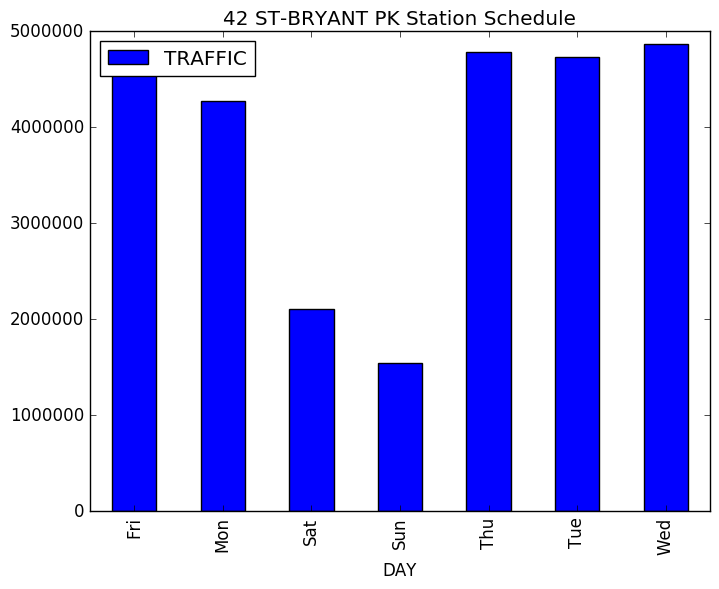 42 ST-BRYANT PK Station Schedule
TRAFFIC
5000000
4000000
3000000
2000000
1000000
0
Fri
Mon
Sat
Sun
Thu
Tue
Wed
DAY